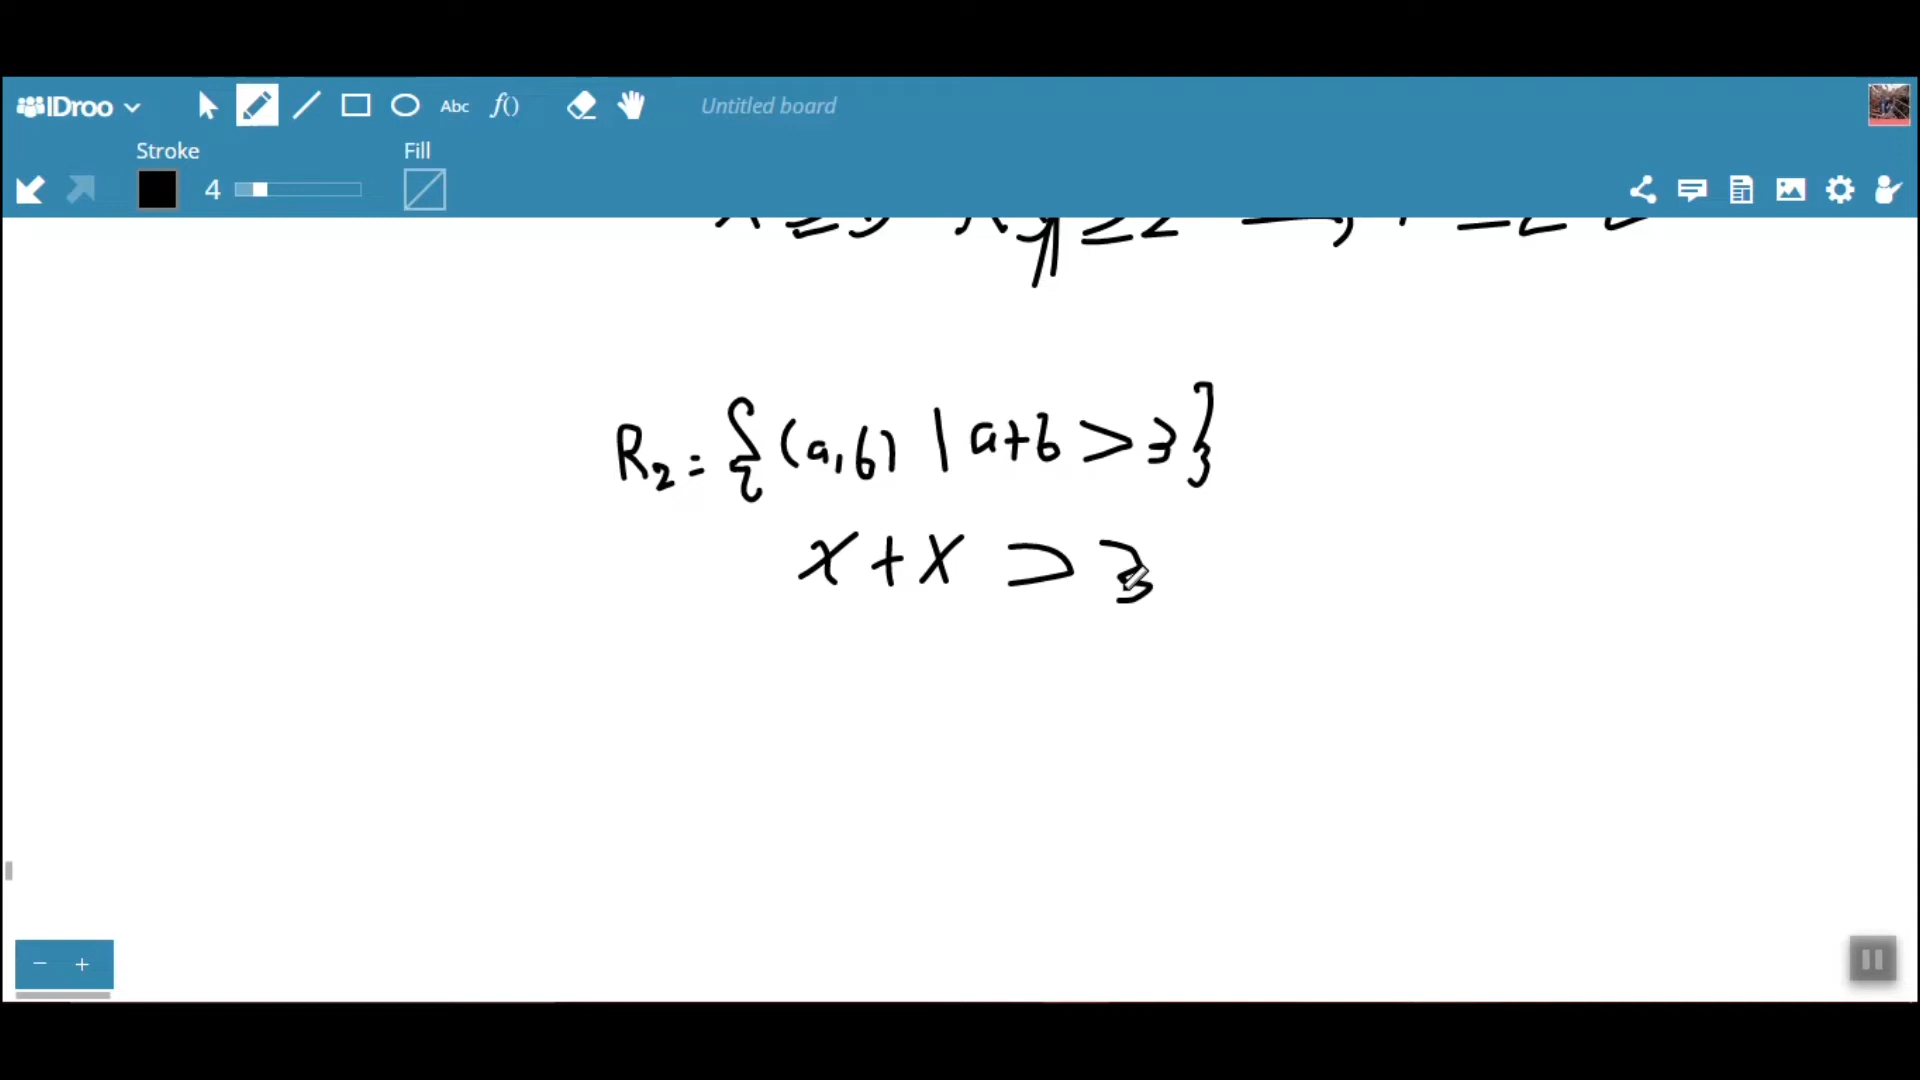 IDroo
Abc f() Untitled board
Stroke Fill
4
R₂ = {(a,b) | a+b > 3}
x + x > 3
− +